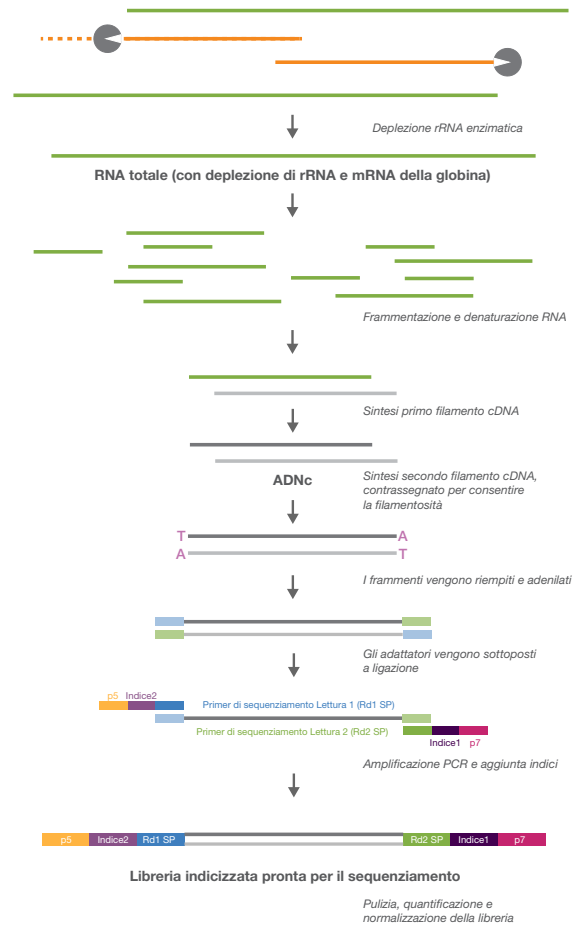 Deplezione rRNA enzimatica
RNA totale (con deplezione di rRNA e mRNA della globina)
Frammentazione e denaturazione RNA
Sintesi primo filamento cDNA
ADNc
Sintesi secondo filamento cDNA,
contrassegnato per consentire
la filamentosità
T A
A T
I frammenti vengono riempiti e adenilati
Gli adattatori vengono sottoposti
a ligazione
p5 Indice2
Primer di sequenziamento Lettura 1 (Rd1 SP)
Primer di sequenziamento Lettura 2 (Rd2 SP)
Indice1 p7
Amplificazione PCR e aggiunta indici
p5 Indice2 Rd1 SP Rd2 SP Indice1 p7
Libreria indicizzata pronta per il sequenziamento
Pulizia, quantificazione e
normalizzazione della libreria